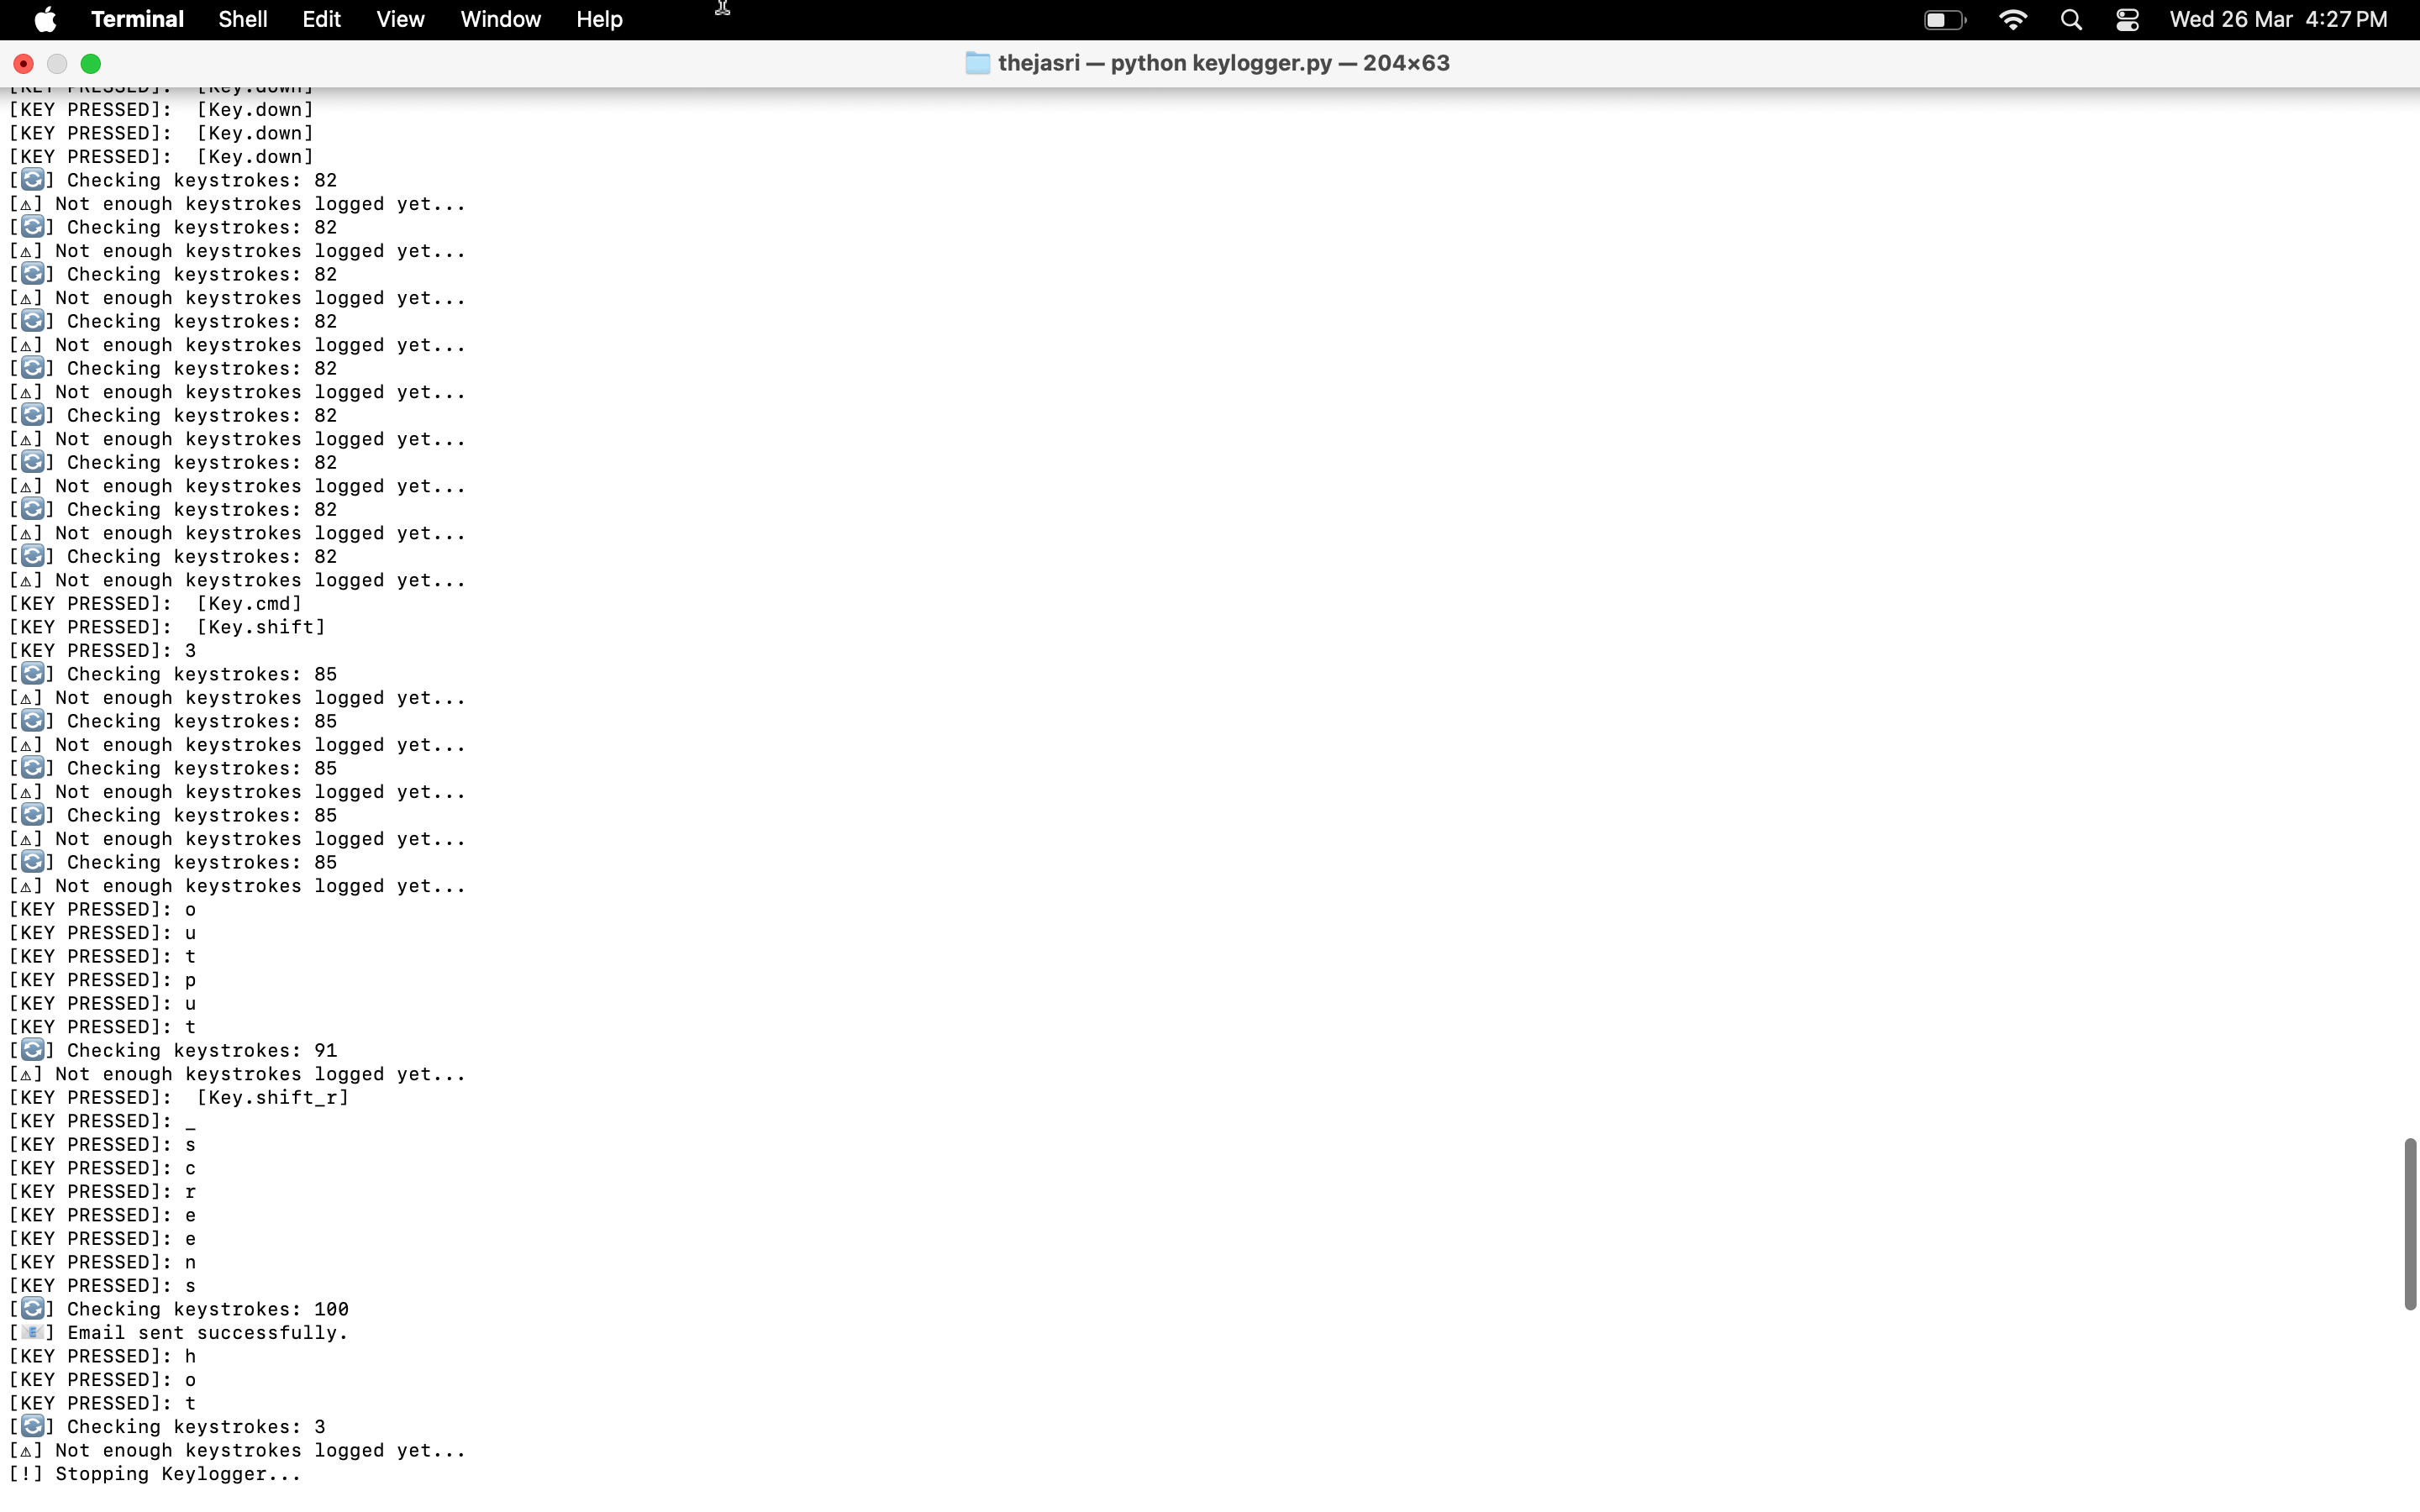 Terminal Shell Edit View Window Help Wed 26 Mar 4:27 PM
thejasri — python keylogger.py — 204×63
[KEY PRESSED]:  [Key.down]
[KEY PRESSED]:  [Key.down]
[KEY PRESSED]:  [Key.down]
[KEY PRESSED]:  [Key.down]
[🔄] Checking keystrokes: 82
[⚠] Not enough keystrokes logged yet...
[🔄] Checking keystrokes: 82
[⚠] Not enough keystrokes logged yet...
[🔄] Checking keystrokes: 82
[⚠] Not enough keystrokes logged yet...
[🔄] Checking keystrokes: 82
[⚠] Not enough keystrokes logged yet...
[🔄] Checking keystrokes: 82
[⚠] Not enough keystrokes logged yet...
[🔄] Checking keystrokes: 82
[⚠] Not enough keystrokes logged yet...
[🔄] Checking keystrokes: 82
[⚠] Not enough keystrokes logged yet...
[🔄] Checking keystrokes: 82
[⚠] Not enough keystrokes logged yet...
[🔄] Checking keystrokes: 82
[⚠] Not enough keystrokes logged yet...
[KEY PRESSED]:  [Key.cmd]
[KEY PRESSED]:  [Key.shift]
[KEY PRESSED]: 3
[🔄] Checking keystrokes: 85
[⚠] Not enough keystrokes logged yet...
[🔄] Checking keystrokes: 85
[⚠] Not enough keystrokes logged yet...
[🔄] Checking keystrokes: 85
[⚠] Not enough keystrokes logged yet...
[🔄] Checking keystrokes: 85
[⚠] Not enough keystrokes logged yet...
[🔄] Checking keystrokes: 85
[⚠] Not enough keystrokes logged yet...
[KEY PRESSED]: o
[KEY PRESSED]: u
[KEY PRESSED]: t
[KEY PRESSED]: p
[KEY PRESSED]: u
[KEY PRESSED]: t
[🔄] Checking keystrokes: 91
[⚠] Not enough keystrokes logged yet...
[KEY PRESSED]:  [Key.shift_r]
[KEY PRESSED]: _
[KEY PRESSED]: s
[KEY PRESSED]: c
[KEY PRESSED]: r
[KEY PRESSED]: e
[KEY PRESSED]: e
[KEY PRESSED]: n
[KEY PRESSED]: s
[🔄] Checking keystrokes: 100
[📧] Email sent successfully.
[KEY PRESSED]: h
[KEY PRESSED]: o
[KEY PRESSED]: t
[🔄] Checking keystrokes: 3
[⚠] Not enough keystrokes logged yet...
[!] Stopping Keylogger...